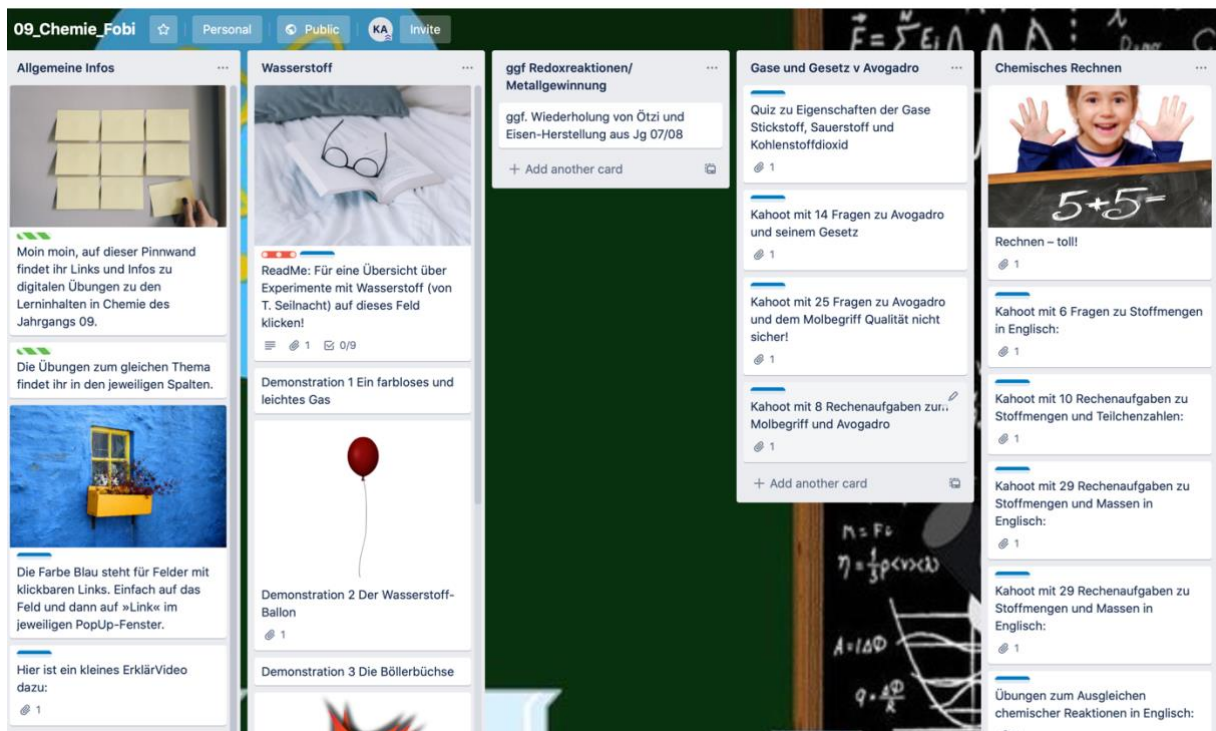 09_Chemie_Fobi
Personal
Public
KA
Invite
Allgemeine Infos
Moin moin, auf dieser Pinnwand
findet ihr Links und Infos zu
digitalen Übungen zu den
Lerninhalten in Chemie des
Jahrgangs 09.
Die Übungen zum gleichen Thema
findet ihr in den jeweiligen Spalten.
Die Farbe Blau steht für Felder mit
klickbaren Links. Einfach auf das
Feld und dann auf »Link« im
jeweiligen PopUp-Fenster.
Hier ist ein kleines ErklärVideo
dazu:
1
Wasserstoff
ReadMe: Für eine Übersicht über
Experimente mit Wasserstoff (von
T. Seilnacht) auf dieses Feld
klicken!
1 0/9
Demonstration 1 Ein farbloses und
leichtes Gas
Demonstration 2 Der Wasserstoff-
Ballon
1
Demonstration 3 Die Böllerbüchse
ggf Redoxreaktionen/
Metallgewinnung
ggf. Wiederholung von Ötzi und
Eisen-Herstellung aus Jg 07/08
+ Add another card
Gase und Gesetz v Avogadro
Quiz zu Eigenschaften der Gase
Stickstoff, Sauerstoff und
Kohlenstoffdioxid
1
Kahoot mit 14 Fragen zu Avogadro
und seinem Gesetz
1
Kahoot mit 25 Fragen zu Avogadro
und dem Molbegriff Qualität nicht
sicher!
1
Kahoot mit 8 Rechenaufgaben zum
Molbegriff und Avogadro
1
+ Add another card
Chemisches Rechnen
5+5=
Rechnen – toll!
1
Kahoot mit 6 Fragen zu Stoffmengen
in Englisch:
1
Kahoot mit 10 Rechenaufgaben zu
Stoffmengen und Teilchenzahlen:
1
Kahoot mit 29 Rechenaufgaben zu
Stoffmengen und Massen in
Englisch:
1
Kahoot mit 29 Rechenaufgaben zu
Stoffmengen und Massen in
Englisch:
1
Übungen zum Ausgleichen
chemischer Reaktionen in Englisch: